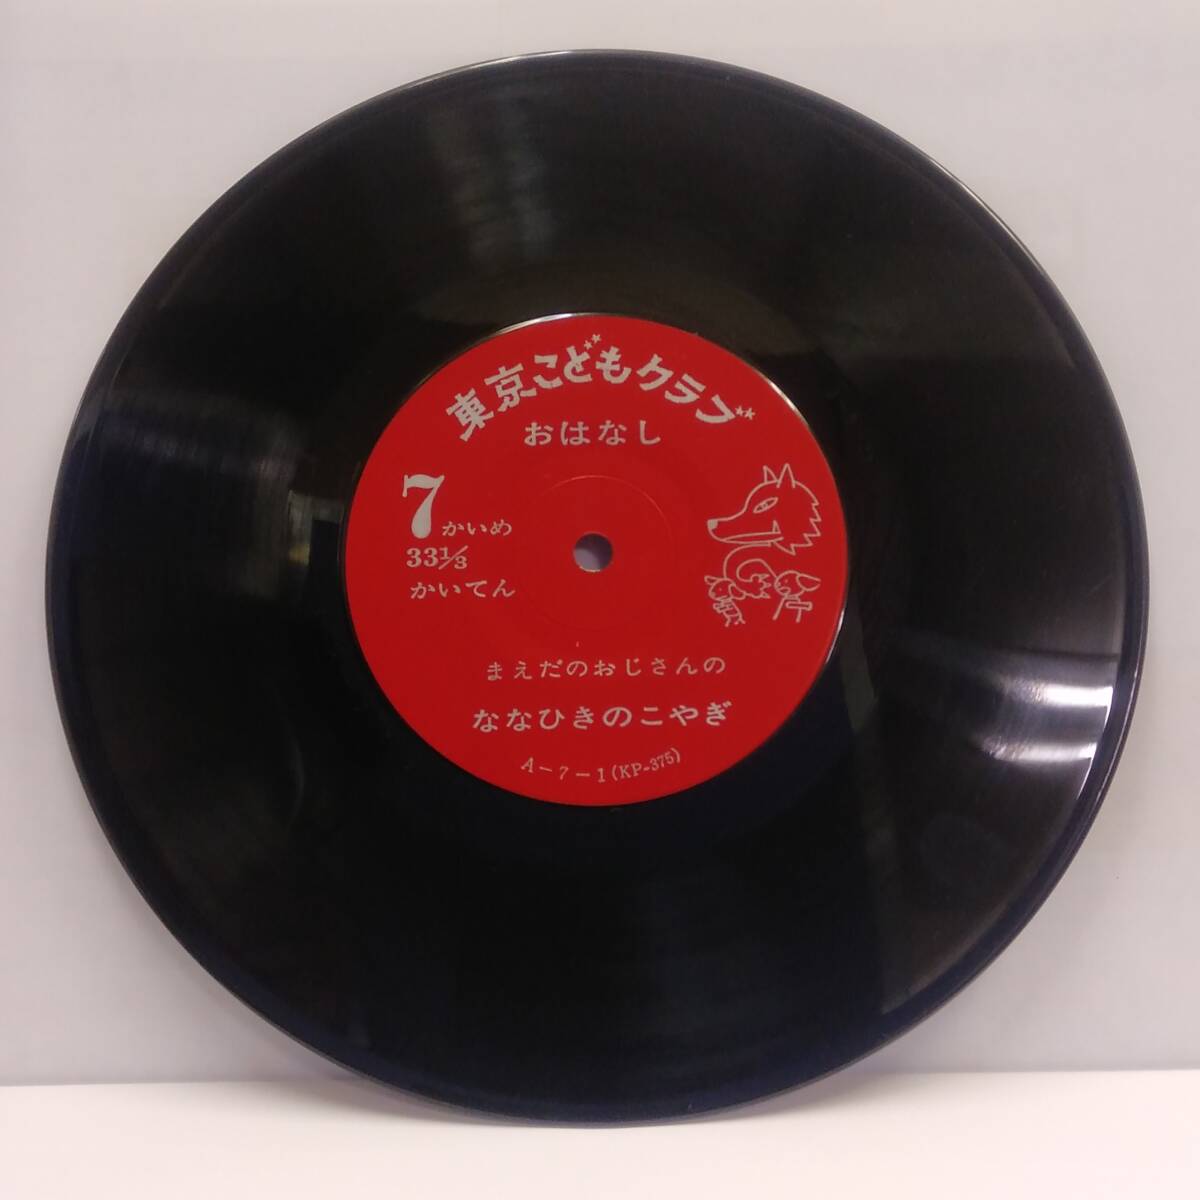 東京こどもクラブ
おはなし
7かいめ
33⅓
かいてん
まえだのおじさんの
ななひきのこやぎ
A-7-1(KP-375)